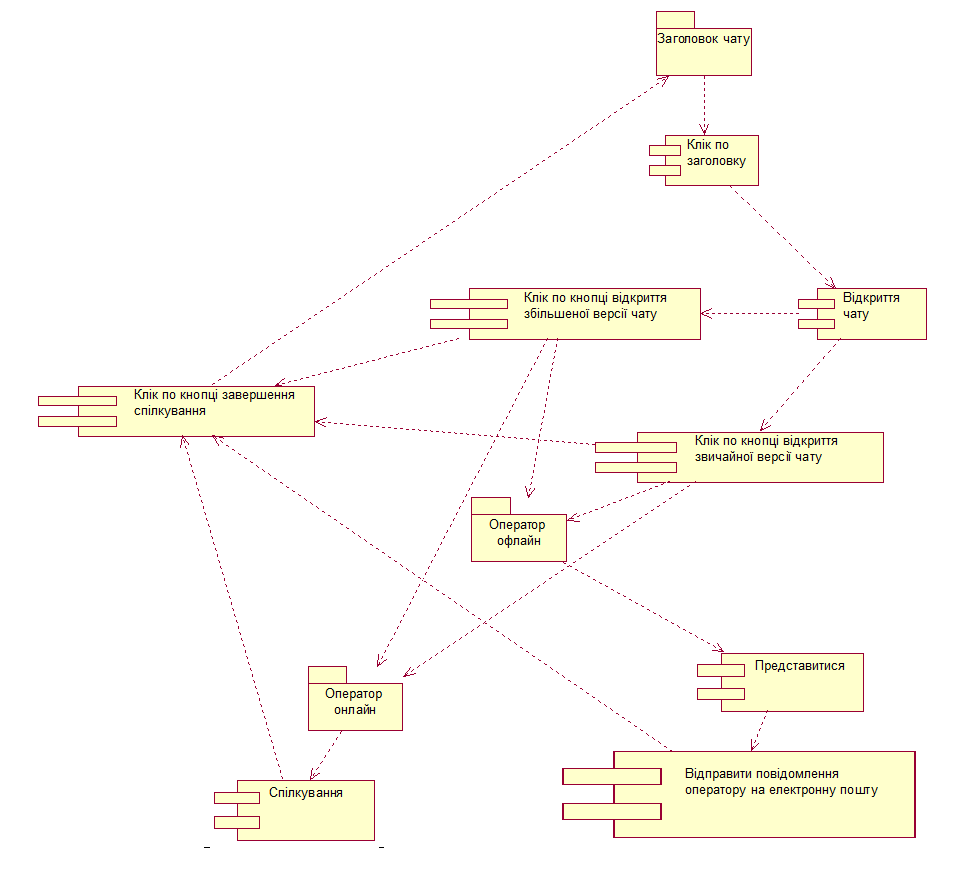 Заголовок чату
Клік по
заголовку
Клік по кнопці відкриття
збільшеної версії чату
Відкриття
чату
Клік по кнопці завершення
спілкування
Клік по кнопці відкриття
звичайної версії чату
Оператор
офлайн
Представитися
Оператор
онлайн
Відправити повідомлення
оператору на електронну пошту
Спілкування